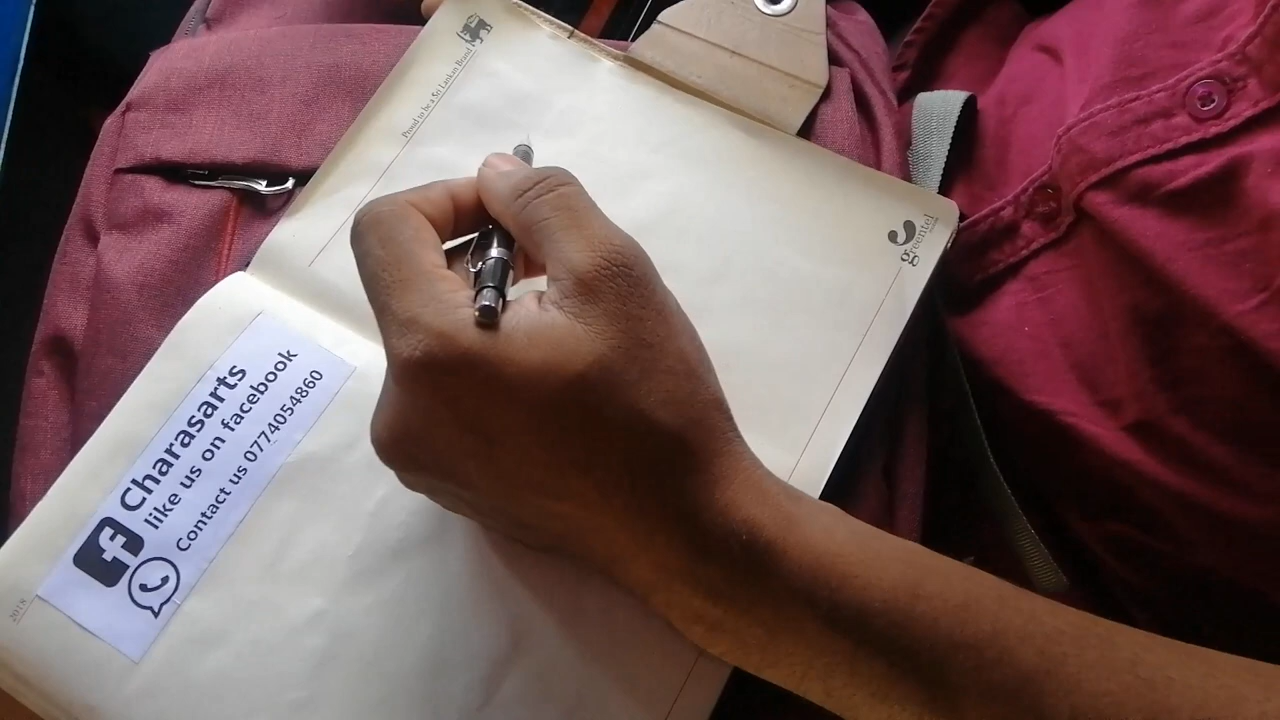 Proud to be a Sri Lankan Brand
greentel
Charasarts
like us on facebook
Contact us 0774054860
2018